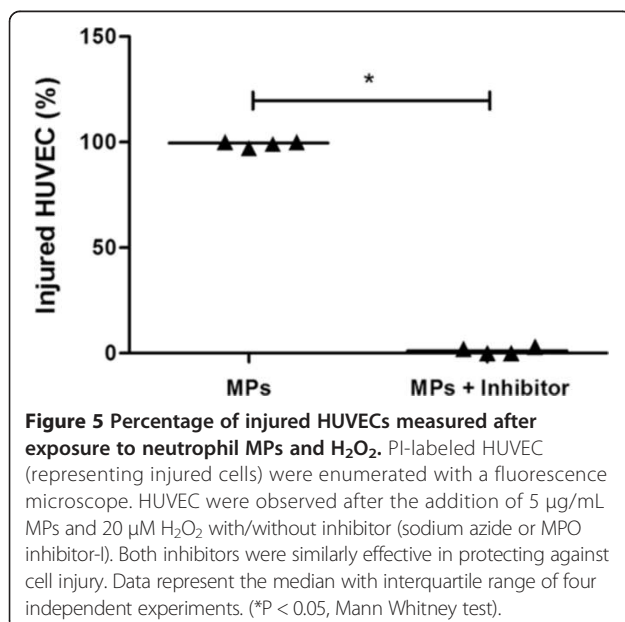 150
*
100
50
0
Injured HUVEC (%)
MPs
MPs + Inhibitor
Figure 5 Percentage of injured HUVECs measured after
exposure to neutrophil MPs and H₂O₂. PI-labeled HUVEC
(representing injured cells) were enumerated with a fluorescence
microscope. HUVEC were observed after the addition of 5 μg/mL
MPs and 20 μM H₂O₂ with/without inhibitor (sodium azide or MPO
inhibitor-I). Both inhibitors were similarly effective in protecting against
cell injury. Data represent the median with interquartile range of four
independent experiments. (*P < 0.05, Mann Whitney test).